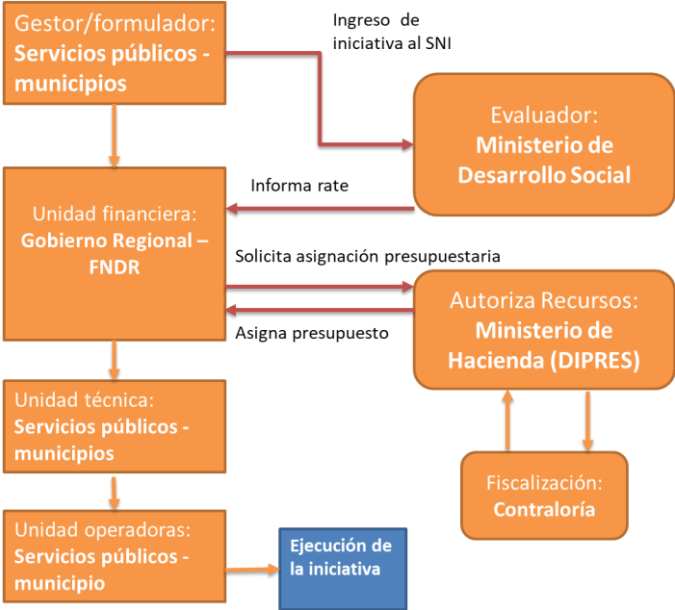 Gestor/formulador:
Servicios públicos -
municipios
Ingreso de
iniciativa al SNI
Evaluador:
Ministerio de
Desarrollo Social
Informa rate
Unidad financiera:
Gobierno Regional –
FNDR
Solicita asignación presupuestaria
Asigna presupuesto
Autoriza Recursos:
Ministerio de
Hacienda (DIPRES)
Unidad técnica:
Servicios públicos -
municipios
Fiscalización:
Contraloría
Unidad operadoras:
Servicios públicos -
municipio
Ejecución de
la iniciativa